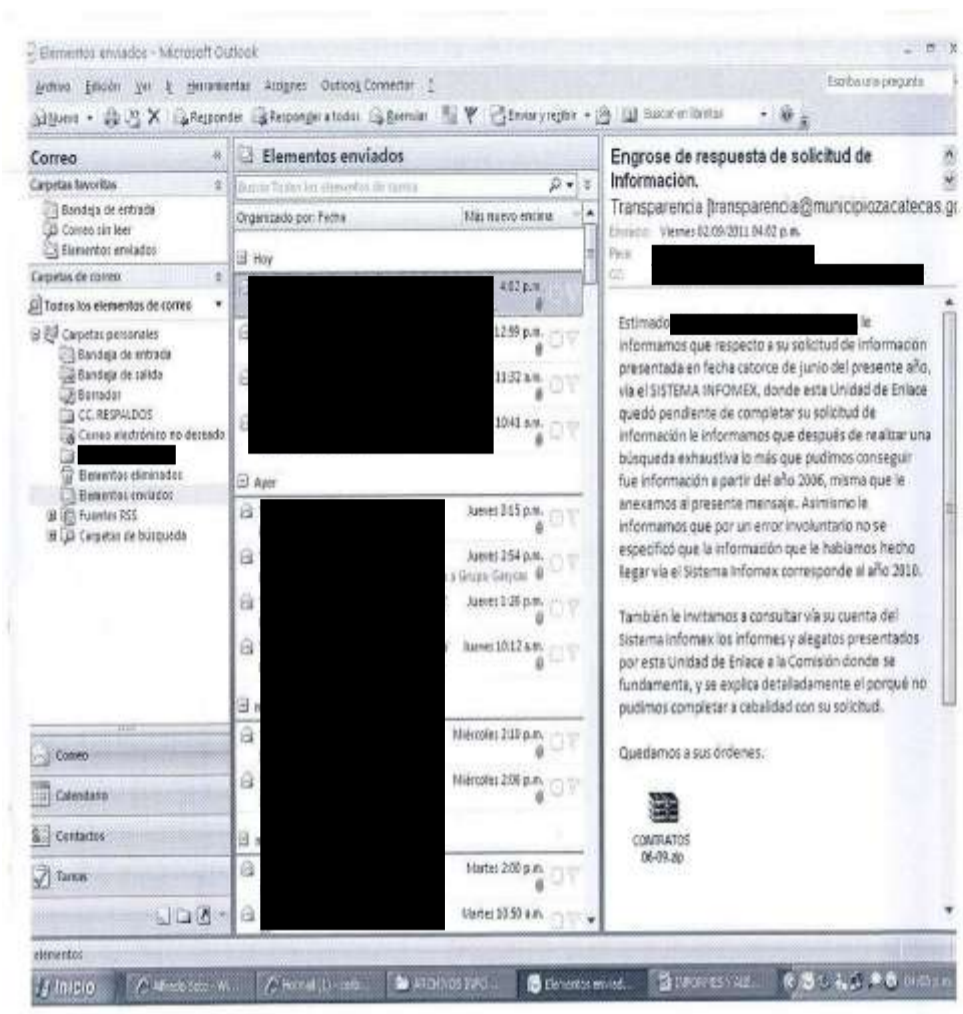 Elementos enviados - Microsoft Outlook
Archivo Edición Ver Ir Herramientas Acciones Outlook Connector ?
Escriba una pregunta
Nuevo Responder Responder a todos Reenviar Enviar y recibir Buscar en libretas
Correo
Carpetas favoritas
Bandeja de entrada
Correo sin leer
Elementos enviados
Carpetas de correo
Todos los elementos de correo
Carpetas personales
Bandeja de entrada
Bandeja de salida
Borrador
CC. RESPALDOS
Correo electrónico no deseado
Elementos eliminados
Elementos enviados
Fuentes RSS
Carpetas de búsqueda
Correo
Calendario
Contactos
Tareas
Elementos enviados
Organizado por: Fecha Más nuevo encima
Hoy
4:02 p.m.
12:59 p.m.
11:32 a.m.
10:41 a.m.
Ayer
Jueves 3:15 p.m.
Jueves 2:54 p.m.
Jueves 1:26 p.m.
Jueves 10:12 a.m.
Miércoles 2:10 p.m.
Miércoles 2:06 p.m.
Martes 2:00 p.m.
Martes 10:50 a.m.
Engrose de respuesta de solicitud de
Información.
Transparencia [transparencia@municipiozacatecas.go
Enviado: Viernes 02/09/2011 04:02 p.m.
Para:
CC:
Estimado le
informamos que respecto a su solicitud de información
presentada en fecha catorce de junio del presente año,
vía el SISTEMA INFOMEX, donde esta Unidad de Enlace
quedó pendiente de completar su solicitud de
información le informamos que después de realizar una
búsqueda exhaustiva lo más que pudimos conseguir
fue información a partir del año 2006, misma que le
anexamos al presente mensaje. Asimismo le
informamos que por un error involuntario no se
especificó que la información que le habíamos hecho
llegar vía el Sistema Infomex corresponde al año 2010.
También le invitamos a consultar vía su cuenta del
Sistema Infomex los informes y alegatos presentados
por esta Unidad de Enlace a la Comisión donde se
fundamenta, y se explica detalladamente el porqué no
pudimos completar a cabalidad con su solicitud.
Quedamos a sus órdenes.
CONTRATOS
06-09.zip
elementos
Inicio
Elementos enviad...